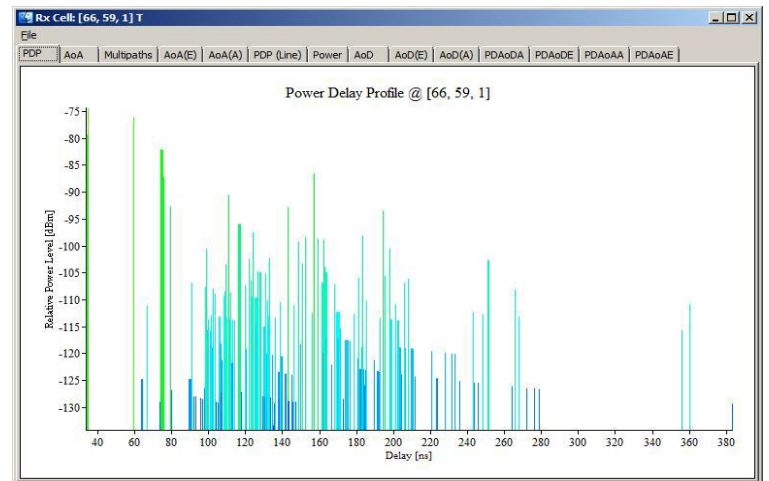 Rx Cell: [66, 59, 1] T
File
PDP AoA Multipaths AoA(E) AoA(A) PDP (Line) Power AoD AoD(E) AoD(A) PDAoDA PDAoDE PDAoAA PDAoAE
Power Delay Profile @ [66, 59, 1]
Relative Power Level [dBm]
-75
-80
-85
-90
-95
-100
-105
-110
-115
-120
-125
-130
40 60 80 100 120 140 160 180 200 220 240 260 280 300 320 340 360 380
Delay [ns]